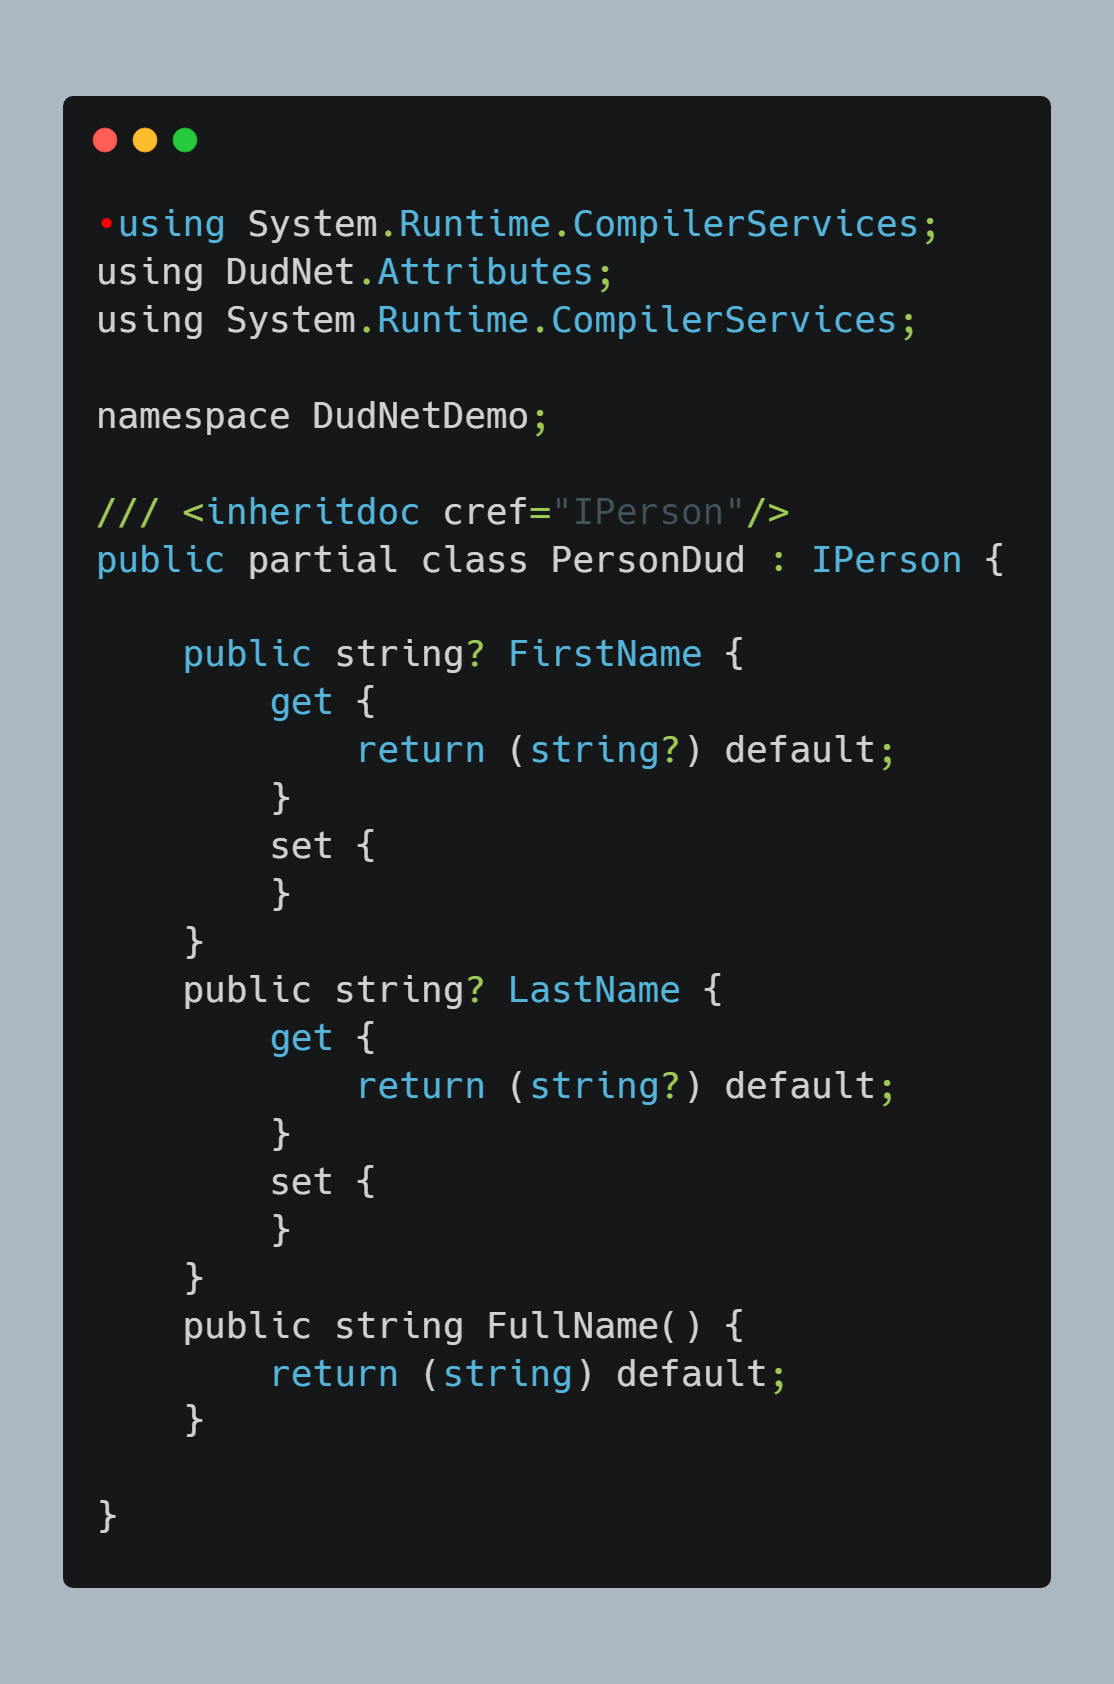 •using System.Runtime.CompilerServices;
using DudNet.Attributes;
using System.Runtime.CompilerServices;

namespace DudNetDemo;

/// <inheritdoc cref="IPerson"/>
public partial class PersonDud : IPerson {

    public string? FirstName {
        get {
            return (string?) default;
        }
        set {
        }
    }
    public string? LastName {
        get {
            return (string?) default;
        }
        set {
        }
    }
    public string FullName() {
        return (string) default;
    }

}